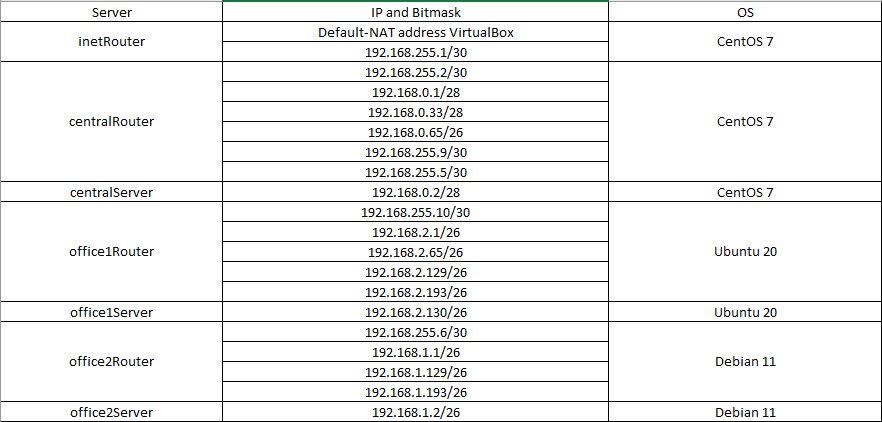 Server IP and Bitmask OS
inetRouter Default-NAT address VirtualBox CentOS 7
192.168.255.1/30
centralRouter 192.168.255.2/30 CentOS 7
192.168.0.1/28
192.168.0.33/28
192.168.0.65/26
192.168.255.9/30
192.168.255.5/30
centralServer 192.168.0.2/28 CentOS 7
office1Router 192.168.255.10/30 Ubuntu 20
192.168.2.1/26
192.168.2.65/26
192.168.2.129/26
192.168.2.193/26
office1Server 192.168.2.130/26 Ubuntu 20
office2Router 192.168.255.6/30 Debian 11
192.168.1.1/26
192.168.1.129/26
192.168.1.193/26
office2Server 192.168.1.2/26 Debian 11